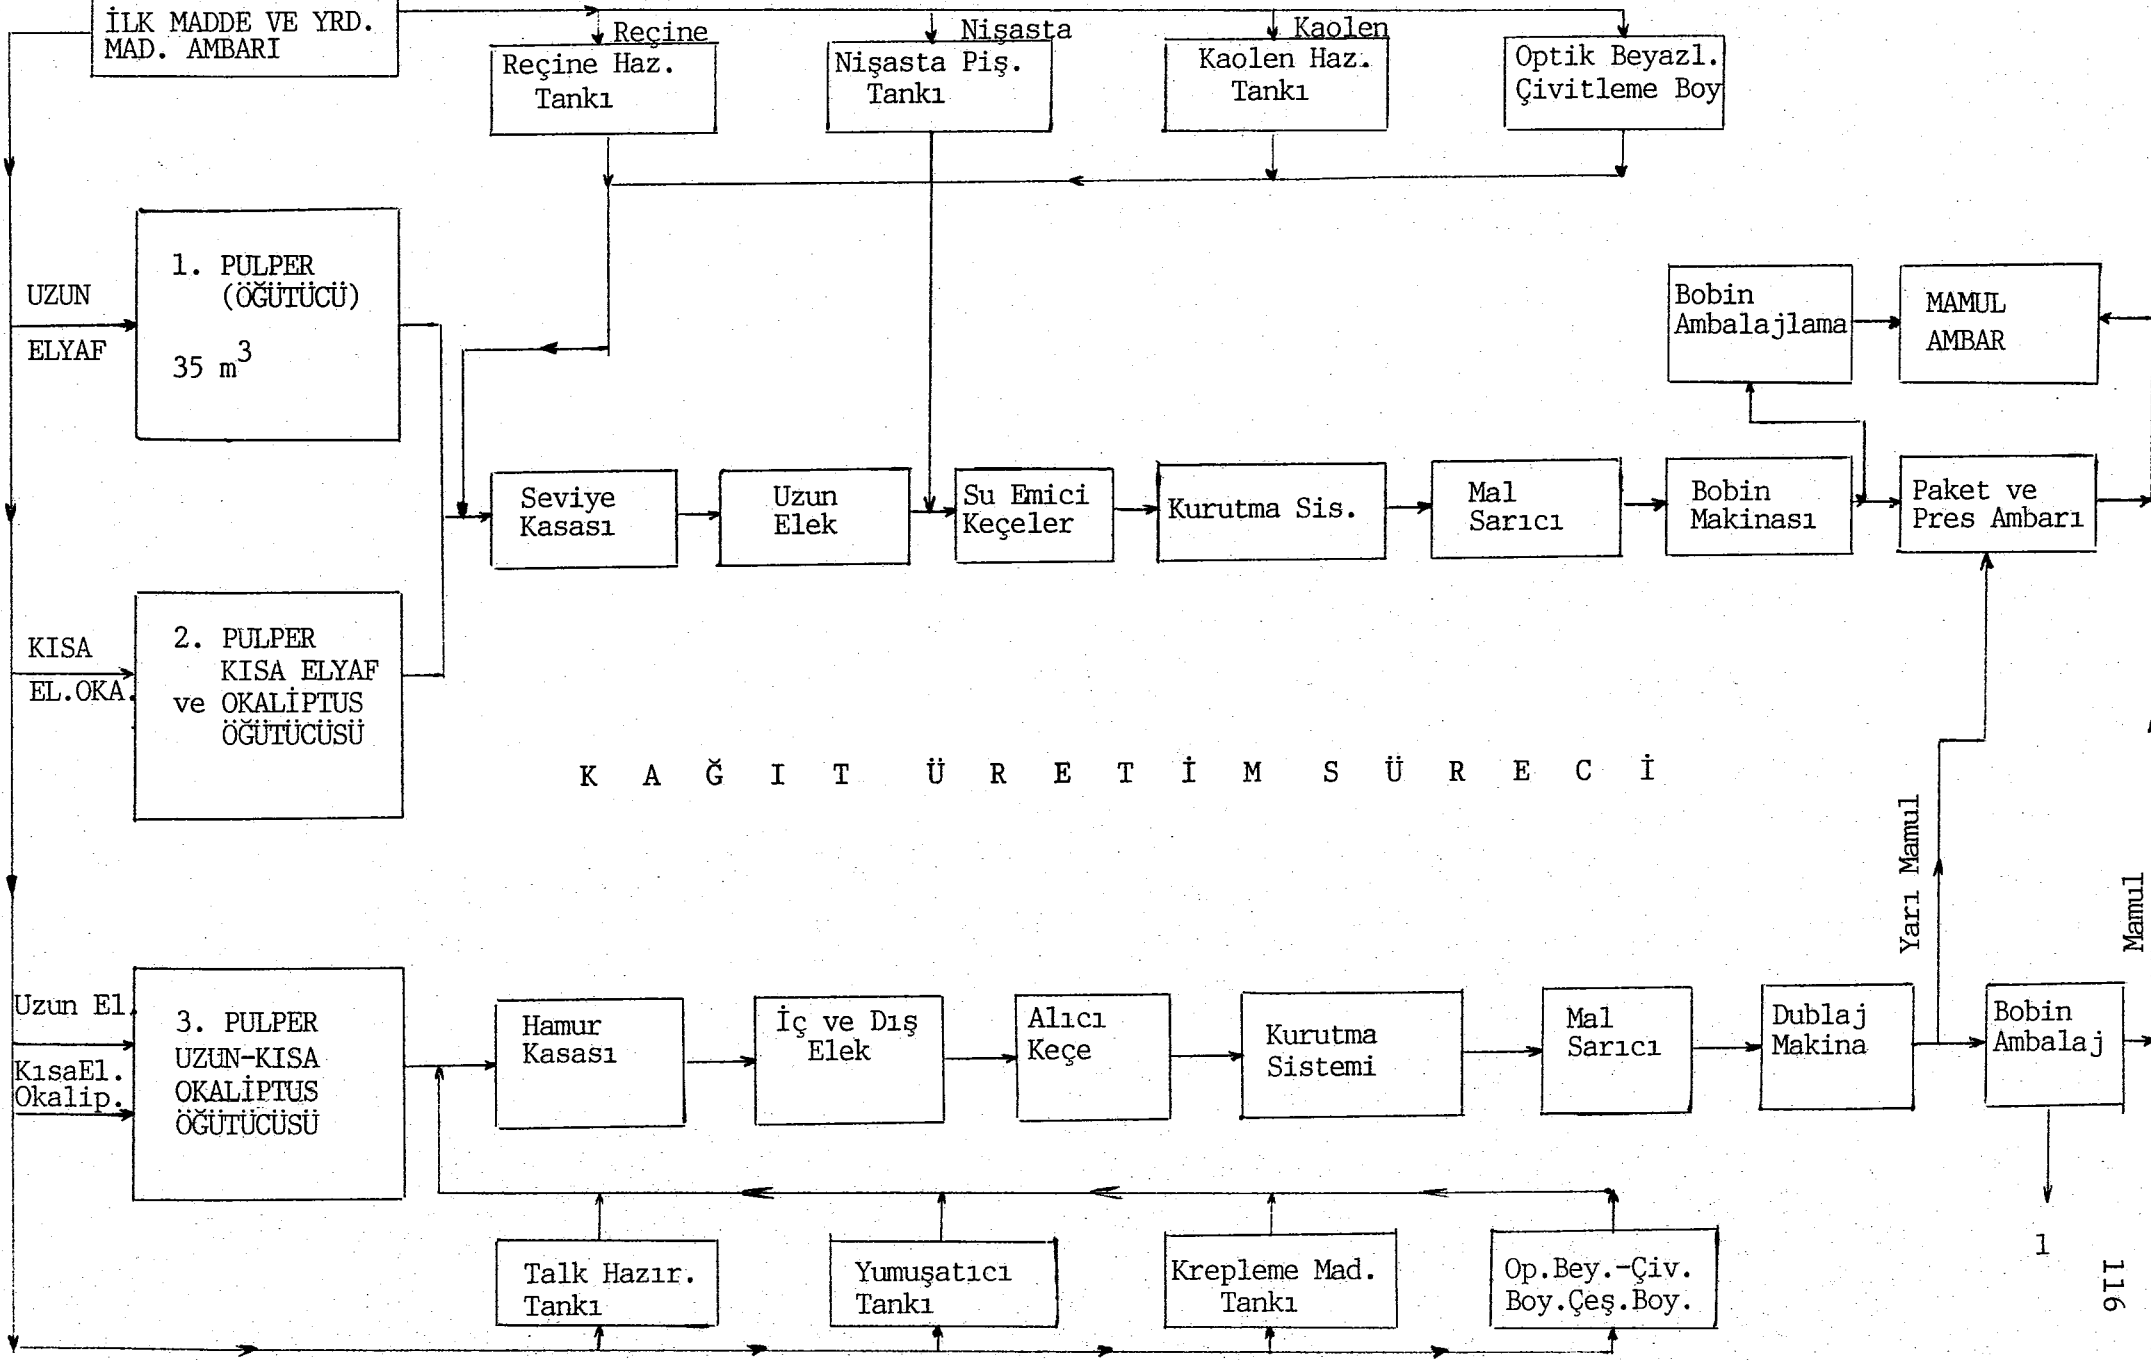 İLK MADDE VE YRD.
MAD. AMBARI
Reçine
Nişasta
Kaolen
Reçine Haz.
Tankı
Nişasta Piş.
Tankı
Kaolen Haz.
Tankı
Optik Beyazl.
Çivitleme Boy
UZUN
ELYAF
1. PULPER
(ÖĞÜTÜCÜ)
35 m³
Bobin
Ambalajlama
MAMUL
AMBAR
Seviye
Kasası
Uzun
Elek
Su Emici
Keçeler
Kurutma Sis.
Mal
Sarıcı
Bobin
Makinası
Paket ve
Pres Ambarı
KISA
EL.OKA.
2. PULPER
KISA ELYAF
ve OKALİPTUS
ÖĞÜTÜCÜSÜ
KAĞIT ÜRETİM SÜRECİ
Yarı Mamul
Mamul
Uzun El.
KısaEl.
Okalip.
3. PULPER
UZUN-KISA
OKALİPTUS
ÖĞÜTÜCÜSÜ
Hamur
Kasası
İç ve Dış
Elek
Alıcı
Keçe
Kurutma
Sistemi
Mal
Sarıcı
Dublaj
Makina
Bobin
Ambalaj
Talk Hazır.
Tankı
Yumuşatıcı
Tankı
Krepleme Mad.
Tankı
Op.Bey.-Çiv.
Boy.Çeş.Boy.
1
116